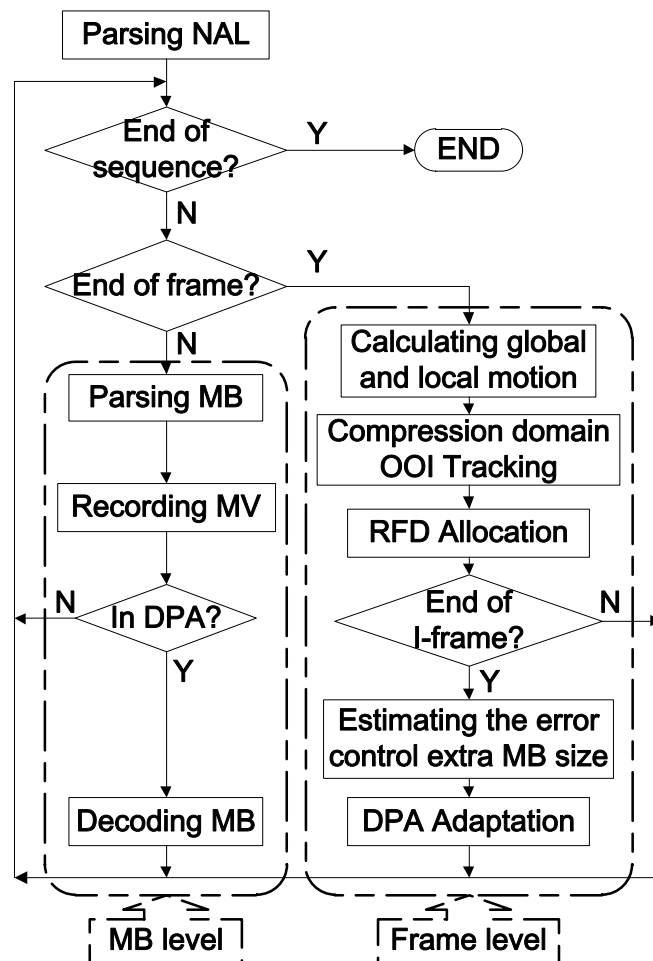 Parsing NAL
End of
sequence?
Y
END
N
End of frame?
Y
N
Calculating global
and local motion
Parsing MB
Compression domain
OOI Tracking
Recording MV
RFD Allocation
N
In DPA?
Y
End of
I-frame?
N
Y
Estimating the error
control extra MB size
Decoding MB
DPA Adaptation
MB level
Frame level